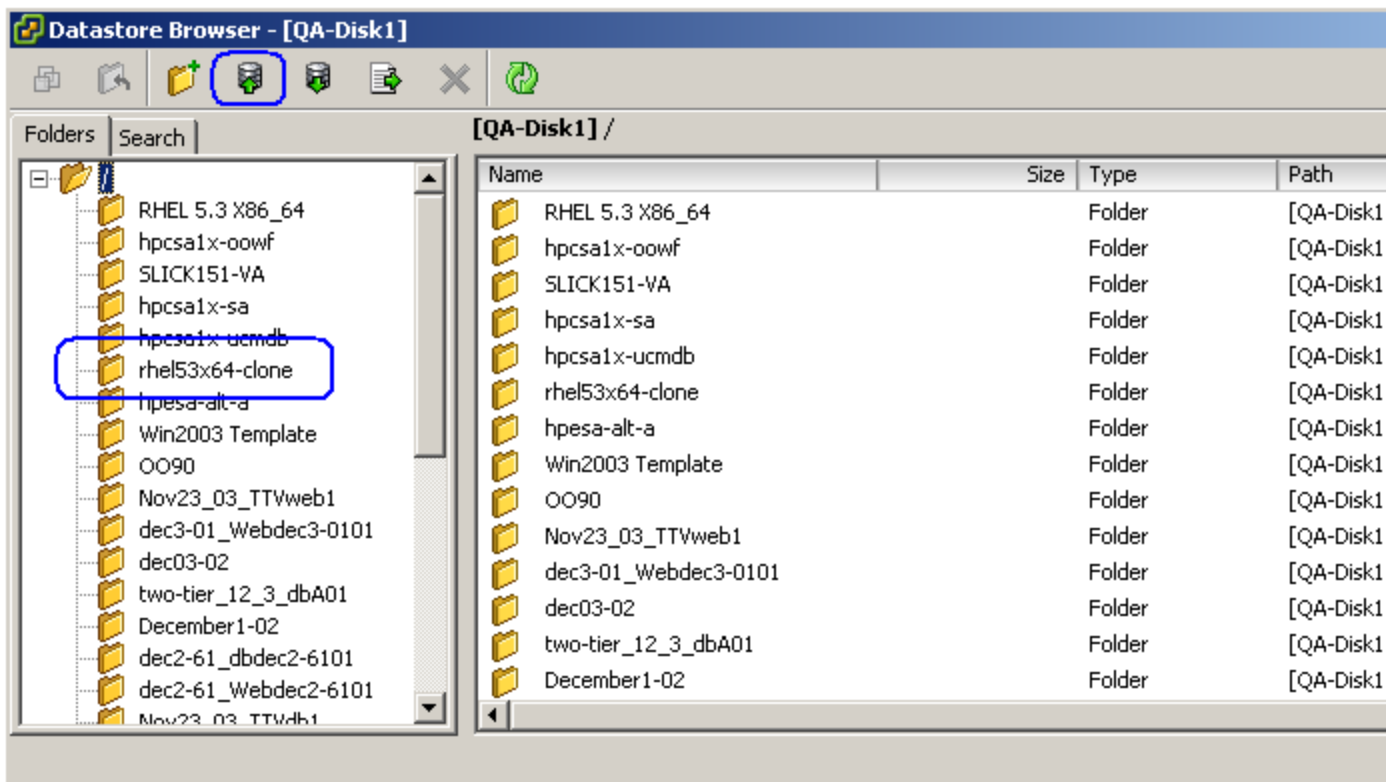 Datastore Browser - [QA-Disk1]
Folders
Search
[QA-Disk1] /
/
RHEL 5.3 X86_64
hpcsa1x-oowf
SLICK151-VA
hpcsa1x-sa
hpcsa1x-ucmdb
rhel53x64-clone
hpesa-alt-a
Win2003 Template
OO90
Nov23_03_TTVweb1
dec3-01_Webdec3-0101
dec03-02
two-tier_12_3_dbA01
December1-02
dec2-61_dbdec2-6101
dec2-61_Webdec2-6101
Nov23_03_TTVdb1
Name Size Type Path
RHEL 5.3 X86_64 Folder [QA-Disk1
hpcsa1x-oowf Folder [QA-Disk1
SLICK151-VA Folder [QA-Disk1
hpcsa1x-sa Folder [QA-Disk1
hpcsa1x-ucmdb Folder [QA-Disk1
rhel53x64-clone Folder [QA-Disk1
hpesa-alt-a Folder [QA-Disk1
Win2003 Template Folder [QA-Disk1
OO90 Folder [QA-Disk1
Nov23_03_TTVweb1 Folder [QA-Disk1
dec3-01_Webdec3-0101 Folder [QA-Disk1
dec03-02 Folder [QA-Disk1
two-tier_12_3_dbA01 Folder [QA-Disk1
December1-02 Folder [QA-Disk1